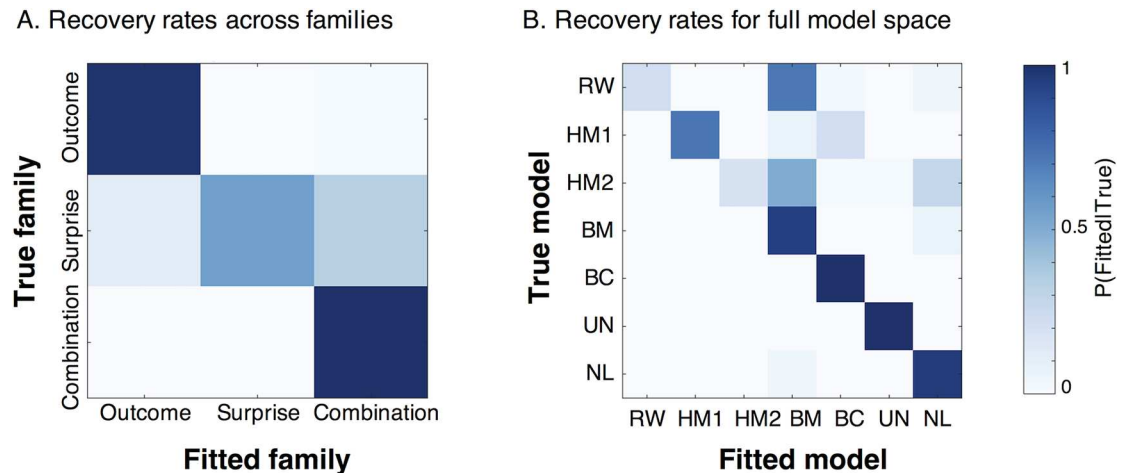 A. Recovery rates across families
True family
Outcome
Surprise
Combination
Outcome Surprise Combination
Fitted family
B. Recovery rates for full model space
True model
RW
HM1
HM2
BM
BC
UN
NL
RW HM1 HM2 BM BC UN NL
Fitted model
1
0.5
0
P(Fitted|True)